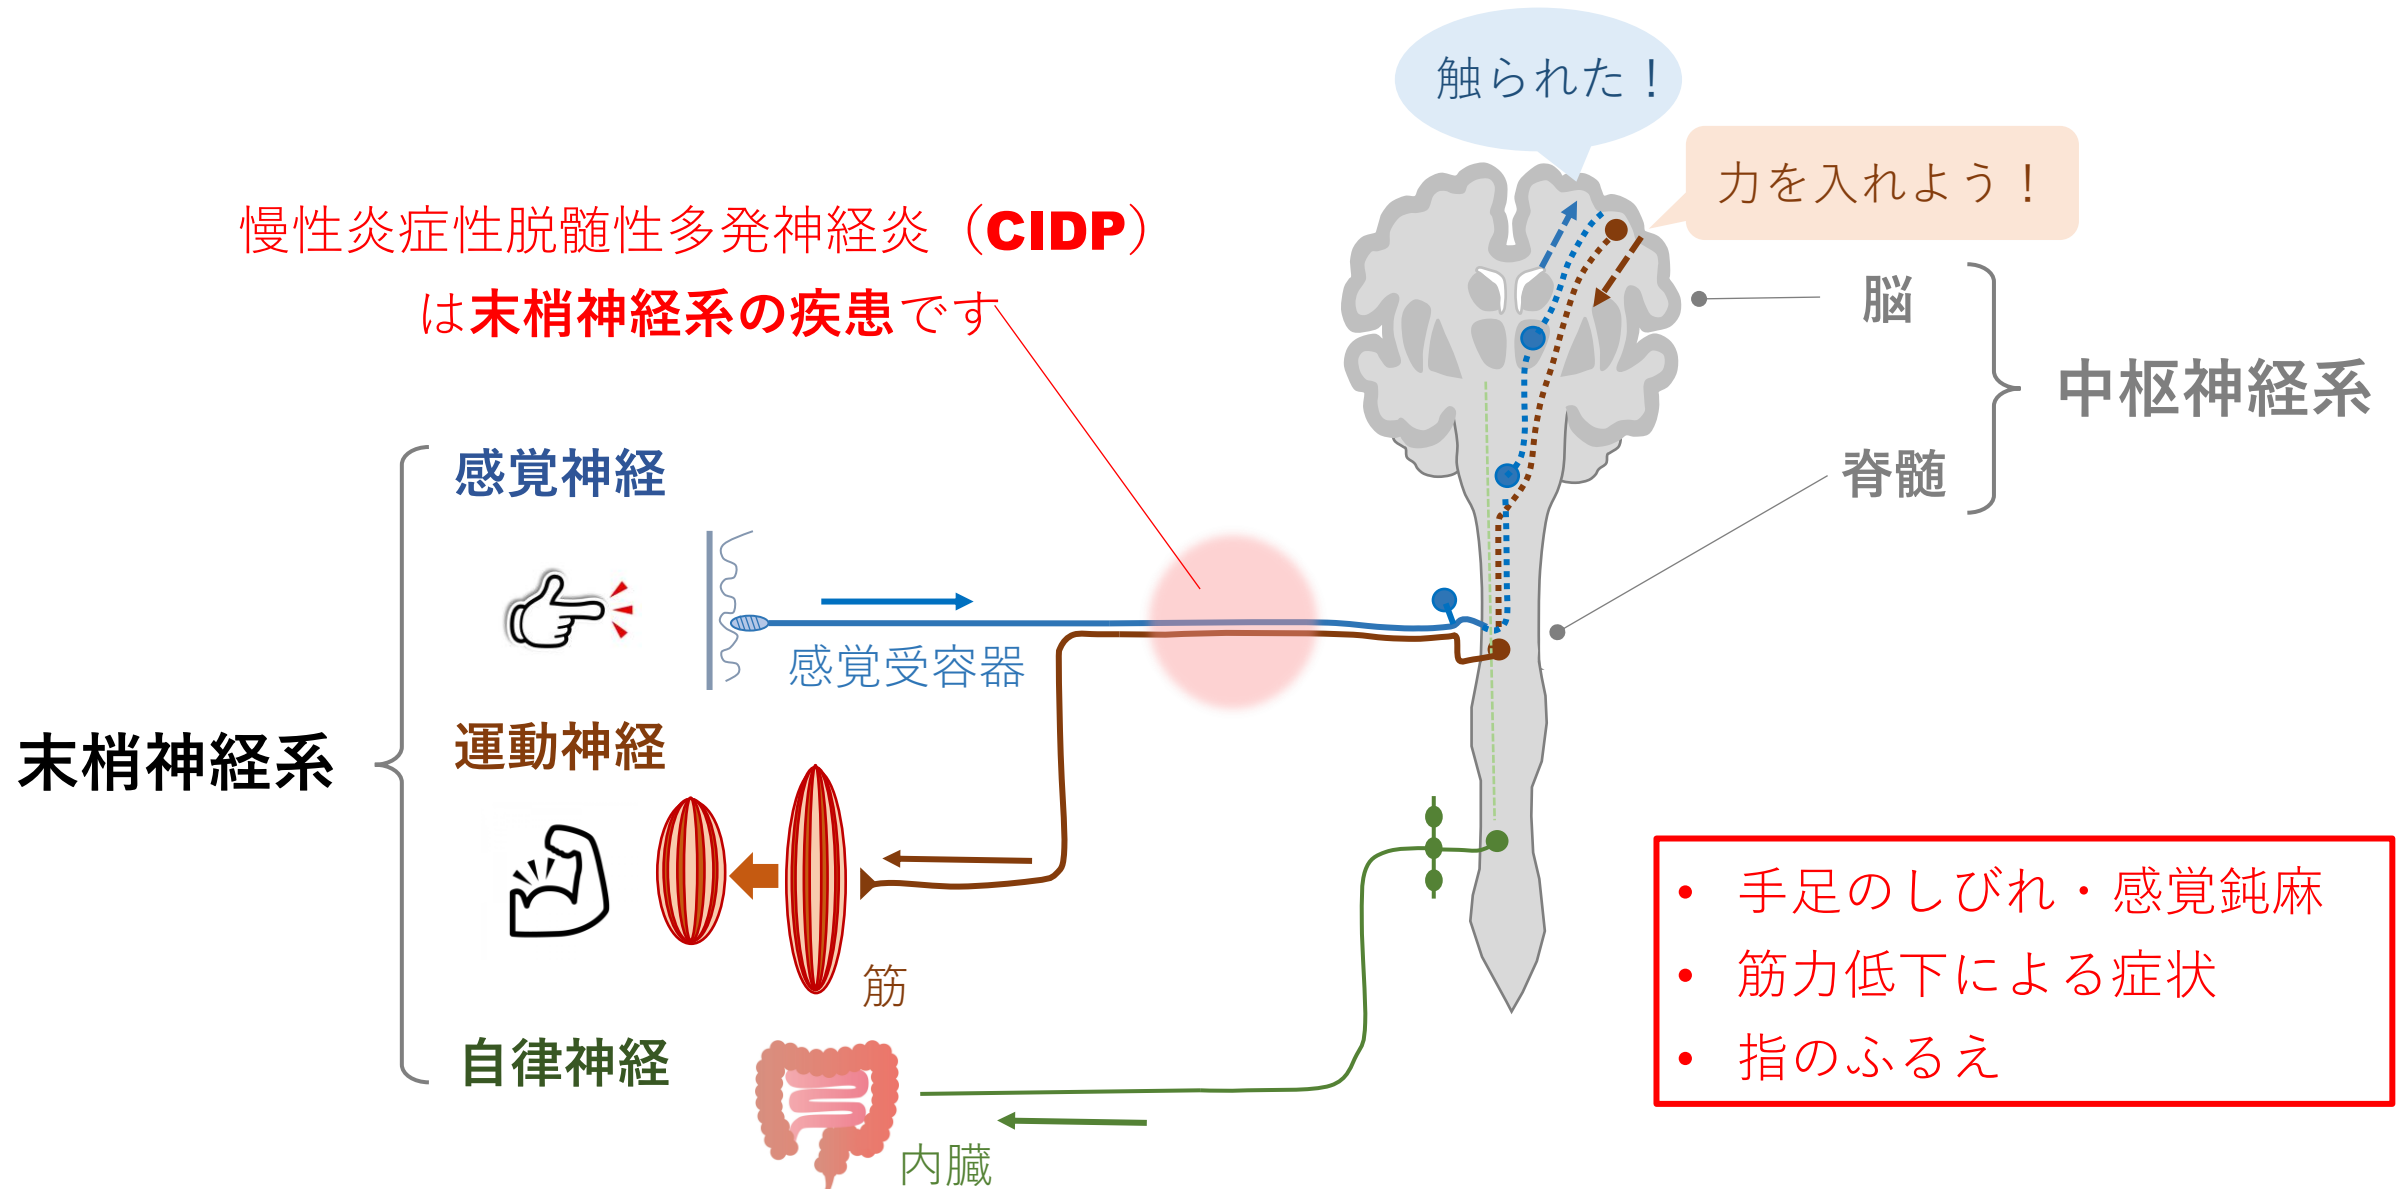 触られた！
力を入れよう！
慢性炎症性脱髄性多発神経炎（CIDP）
は末梢神経系の疾患です
脳
中枢神経系
脊髄
感覚神経
感覚受容器
運動神経
末梢神経系
筋
自律神経
内臓
• 手足のしびれ・感覚鈍麻
• 筋力低下による症状
• 指のふるえ